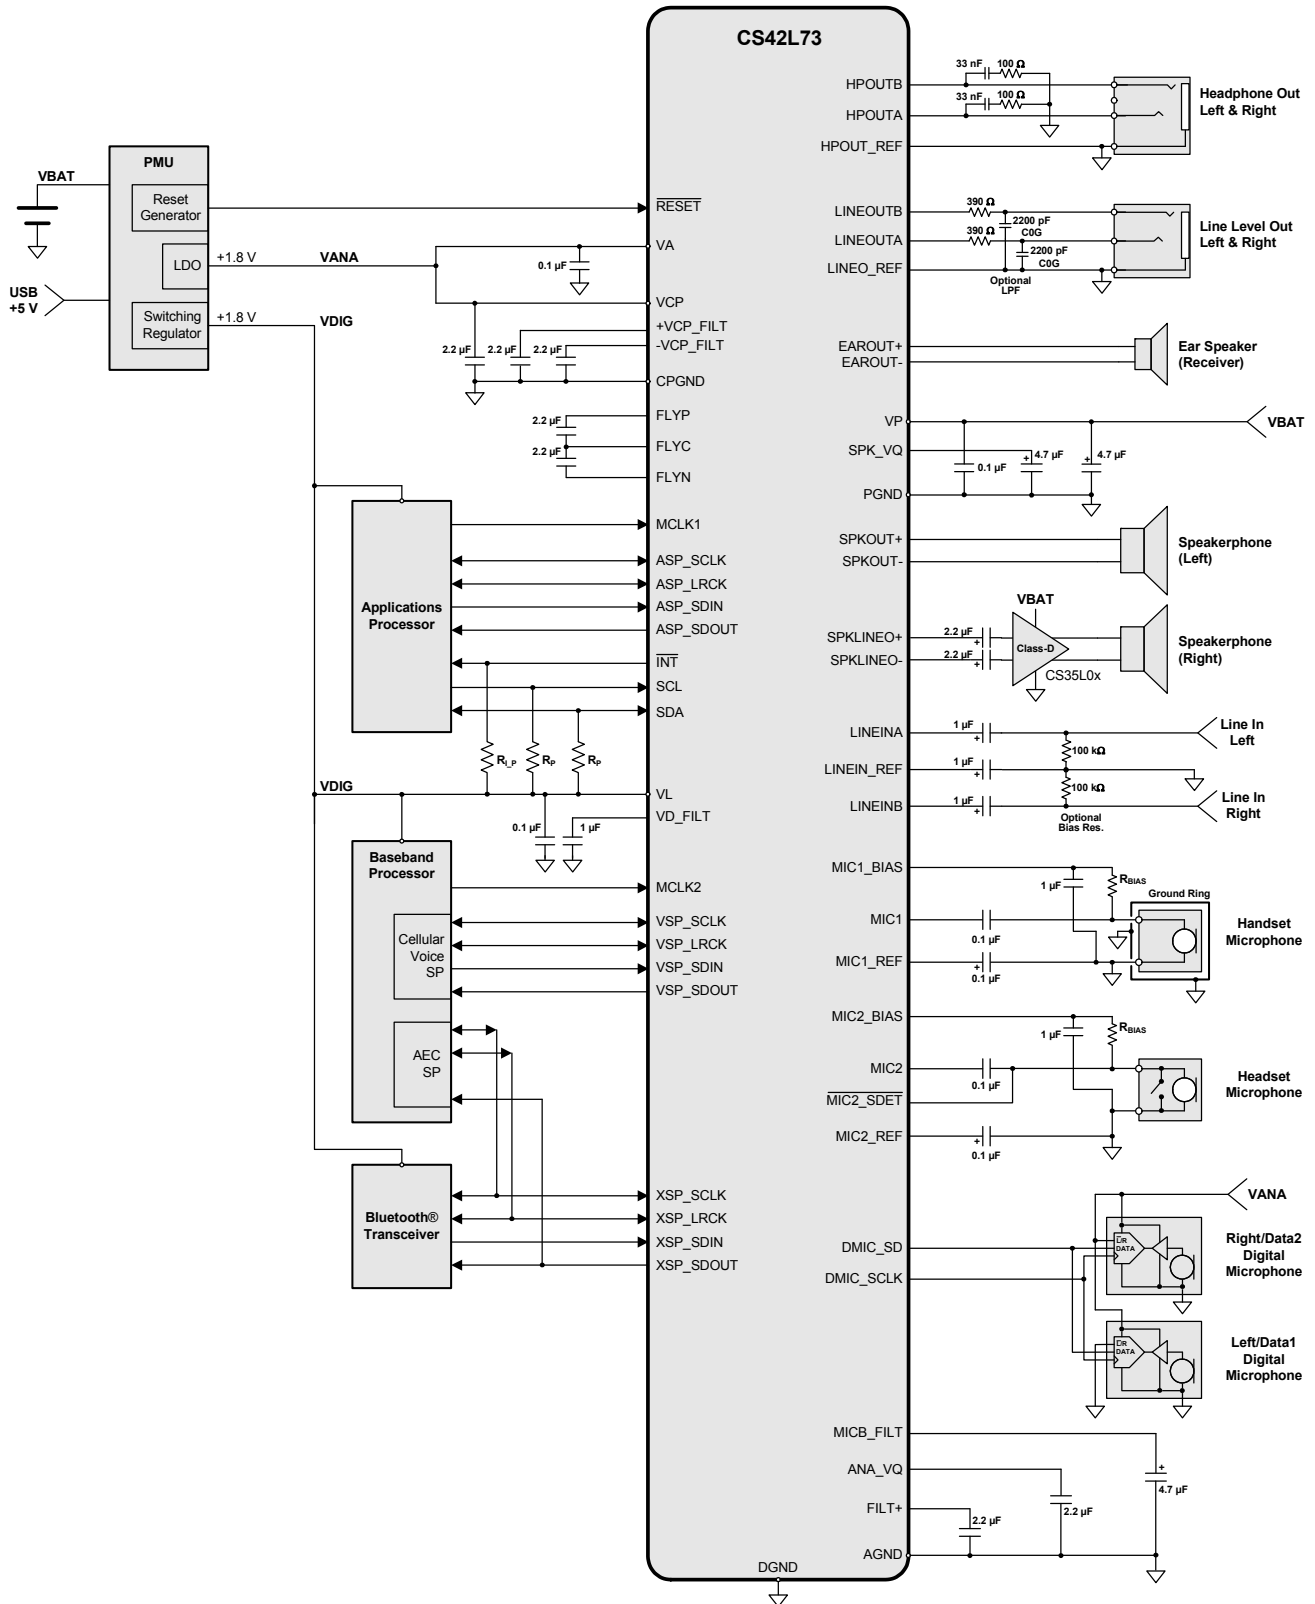 CS42L73
PMU
VBAT
Reset
Generator
LDO
+1.8 V
VANA
USB
+5 V
Switching
Regulator
+1.8 V
VDIG
RESET
VA
0.1 µF
VCP
+VCP_FILT
-VCP_FILT
2.2 µF
2.2 µF
2.2 µF
CPGND
FLYP
2.2 µF
FLYC
2.2 µF
FLYN
Applications
Processor
MCLK1
ASP_SCLK
ASP_LRCK
ASP_SDIN
ASP_SDOUT
INT
SCL
SDA
RI_P
RP
RP
VDIG
VL
VD_FILT
0.1 µF
1 µF
Baseband
Processor
MCLK2
Cellular
Voice
SP
VSP_SCLK
VSP_LRCK
VSP_SDIN
VSP_SDOUT
AEC
SP
Bluetooth®
Transceiver
XSP_SCLK
XSP_LRCK
XSP_SDIN
XSP_SDOUT
DGND
HPOUTB
33 nF
100 Ω
HPOUTA
33 nF
100 Ω
HPOUT_REF
Headphone Out
Left & Right
LINEOUTB
390 Ω
2200 pF
C0G
LINEOUTA
390 Ω
2200 pF
C0G
LINEO_REF
Optional
LPF
Line Level Out
Left & Right
EAROUT+
EAROUT-
Ear Speaker
(Receiver)
VP
VBAT
SPK_VQ
0.1 µF
+
4.7 µF
+
4.7 µF
PGND
SPKOUT+
SPKOUT-
Speakerphone
(Left)
VBAT
SPKLINEO+
2.2 µF
+
SPKLINEO-
2.2 µF
+
Class-D
CS35L0x
Speakerphone
(Right)
LINEINA
1 µF
+
Line In
Left
100 kΩ
LINEIN_REF
1 µF
+
100 kΩ
LINEINB
1 µF
+
Optional
Bias Res.
Line In
Right
MIC1_BIAS
1 µF
RBIAS
Ground Ring
MIC1
0.1 µF
MIC1_REF
+
0.1 µF
Handset
Microphone
MIC2_BIAS
1 µF
RBIAS
MIC2
0.1 µF
MIC2_SDET
MIC2_REF
+
0.1 µF
Headset
Microphone
VANA
DMIC_SD
DMIC_SCLK
L/R
DATA
Right/Data2
Digital
Microphone
L/R
DATA
Left/Data1
Digital
Microphone
MICB_FILT
+
4.7 µF
ANA_VQ
2.2 µF
FILT+
2.2 µF
AGND